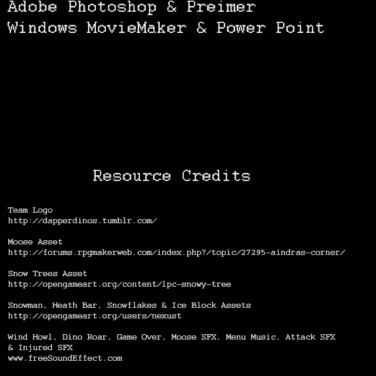 Adobe Photoshop & Preimer
Windows MovieMaker & Power Point
Resource Credits
Team Logo
http://dapperdinos.tumblr.com/
Moose Asset
http://forums.rpgmakerweb.com/index.php?/topic/27295-aindras-corner/
Snow Trees Asset
http://opengameart.org/content/lpc-snowy-tree
Snowman, Heath Bar, Snowflakes & Ice Block Assets
http://opengameart.org/users/nexust
Wind Howl, Dino Roar, Game Over, Moose SFX, Menu Music, Attack SFX
& Injured SFX
www.freeSoundEffect.com